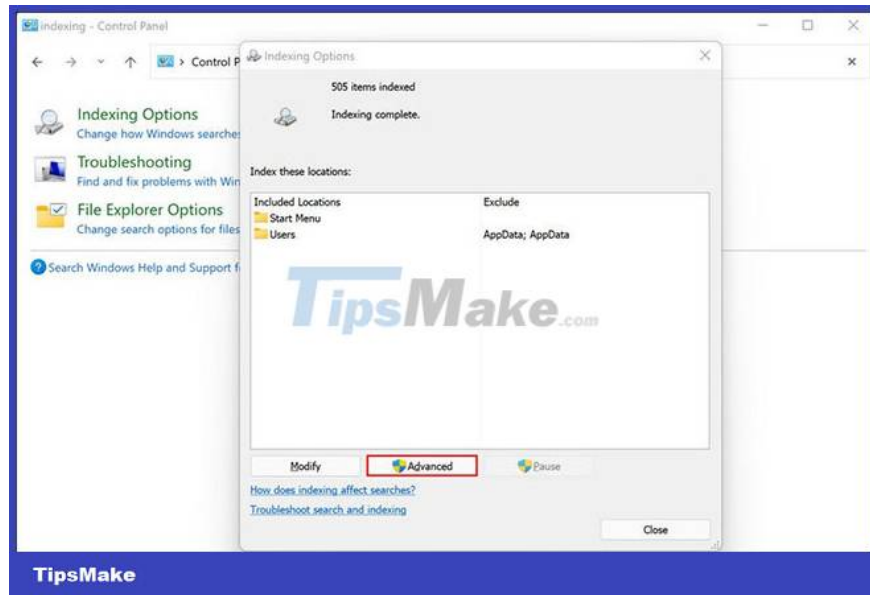 indexing - Control Panel
Control P
Indexing Options
505 items indexed
Indexing complete.
Indexing Options
Change how Windows searches
Troubleshooting
Find and fix problems with Win
File Explorer Options
Change search options for files
Search Windows Help and Support f
Index these locations:
Included Locations Exclude
Start Menu
Users AppData; AppData
TipsMake.com
Modify Advanced Pause
How does indexing affect searches?
Troubleshoot search and indexing
Close
TipsMake